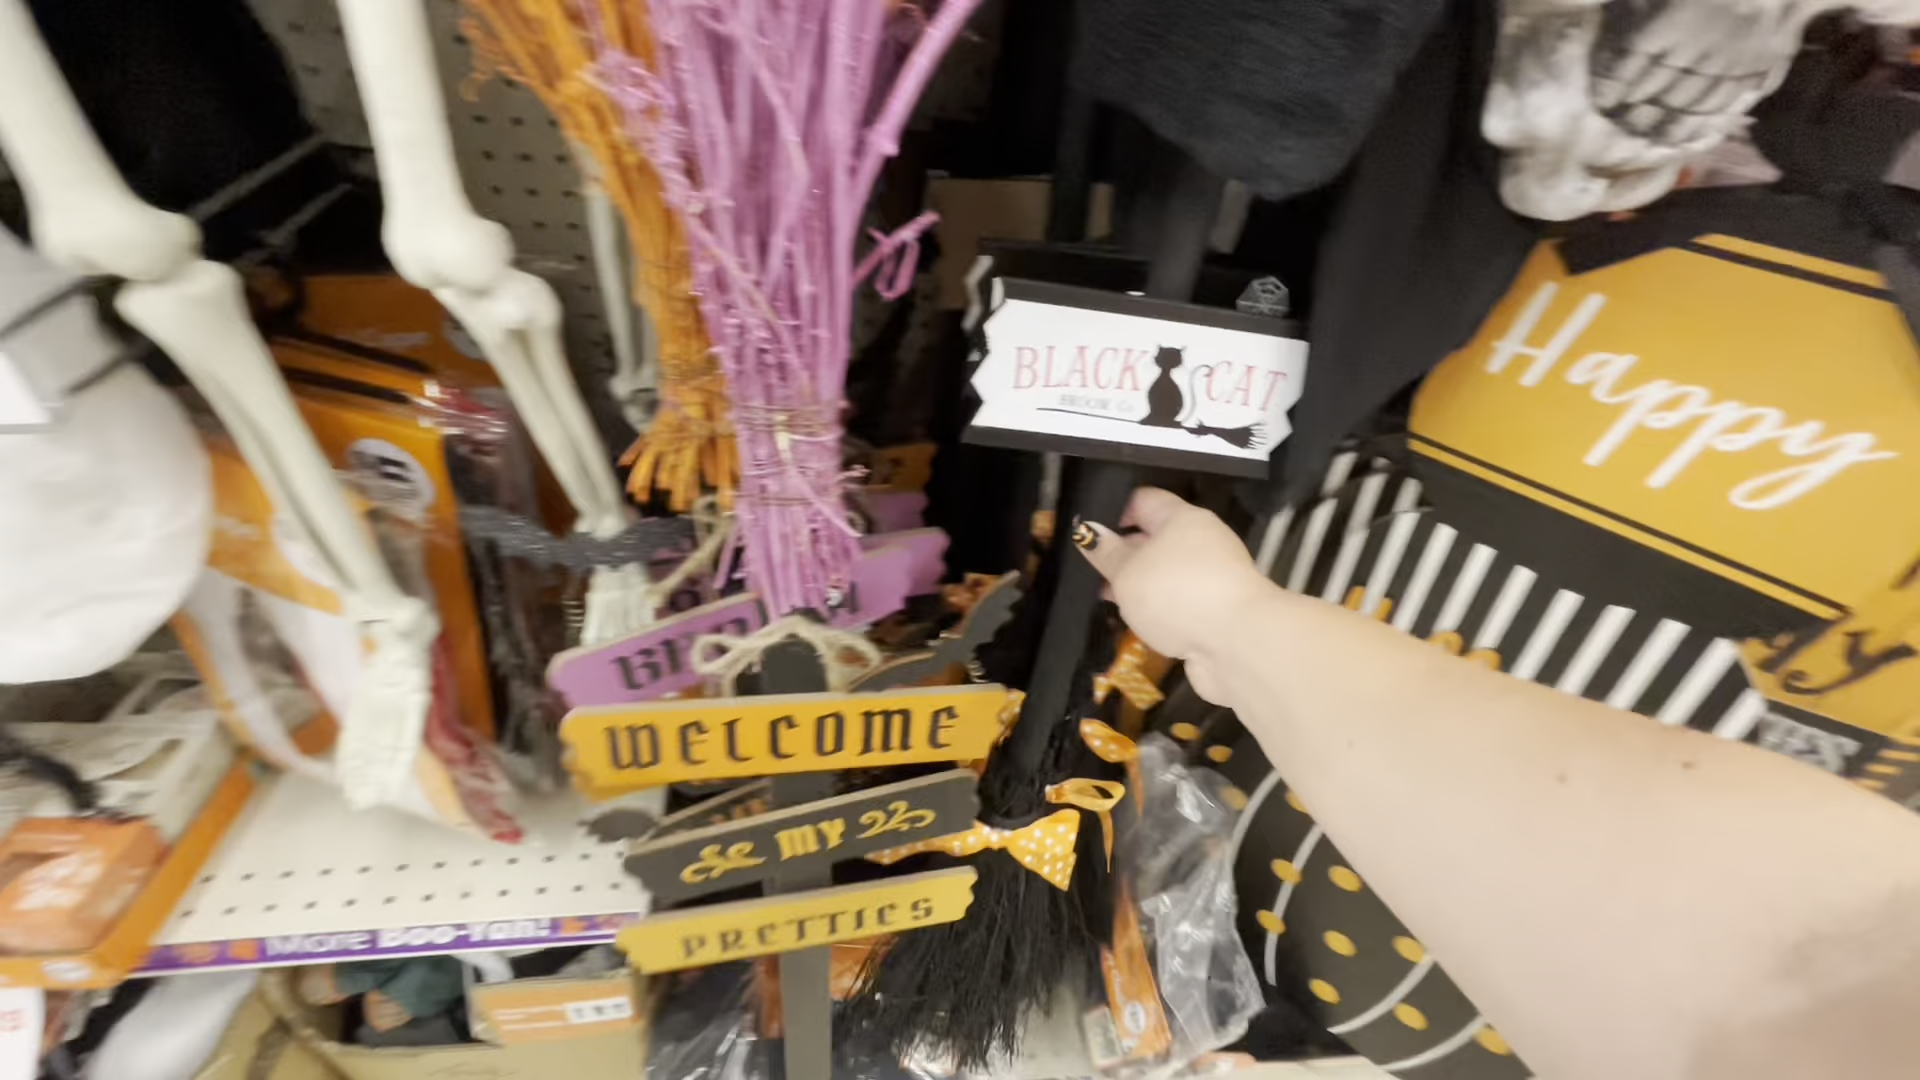 BLACK CAT
BROOM Co
Happy
WELCOME
MY
PRETTIES
More Boo-Yah!